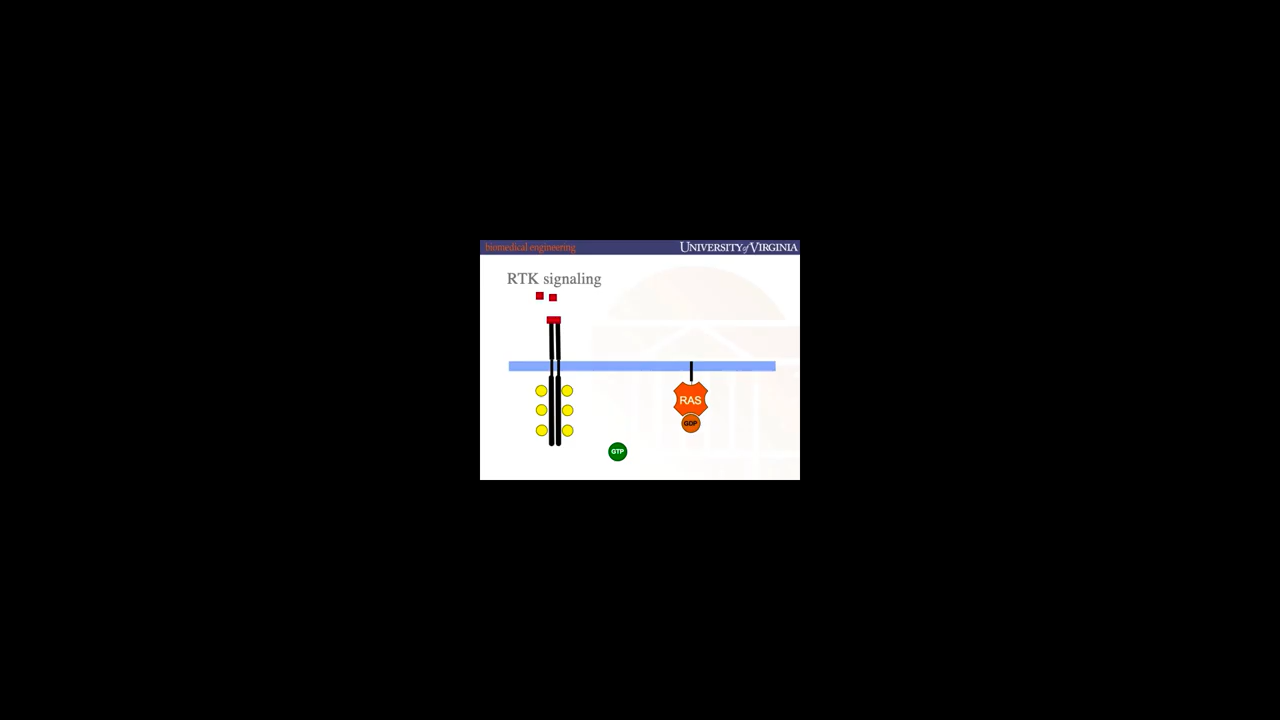 biomedical engineering
UNIVERSITY of VIRGINIA
RTK signaling
RAS
GDP
GTP